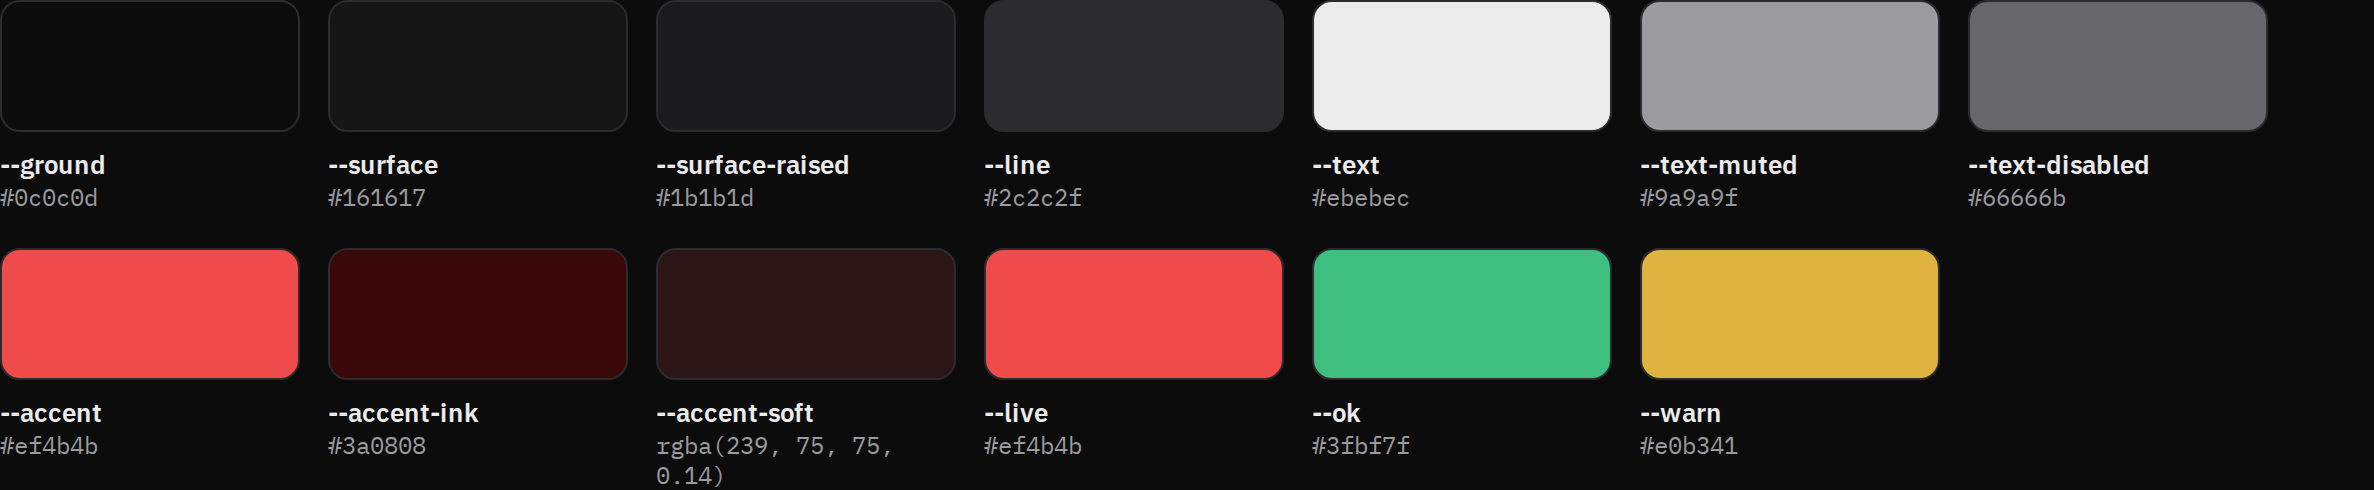 --ground
#0c0c0d
--surface
#161617
--surface-raised
#1b1b1d
--line
#2c2c2f
--text
#ebebec
--text-muted
#9a9a9f
--text-disabled
#66666b
--accent
#ef4b4b
--accent-ink
#3a0808
--accent-soft
rgba(239, 75, 75,
0.14)
--live
#ef4b4b
--ok
#3fbf7f
--warn
#e0b341